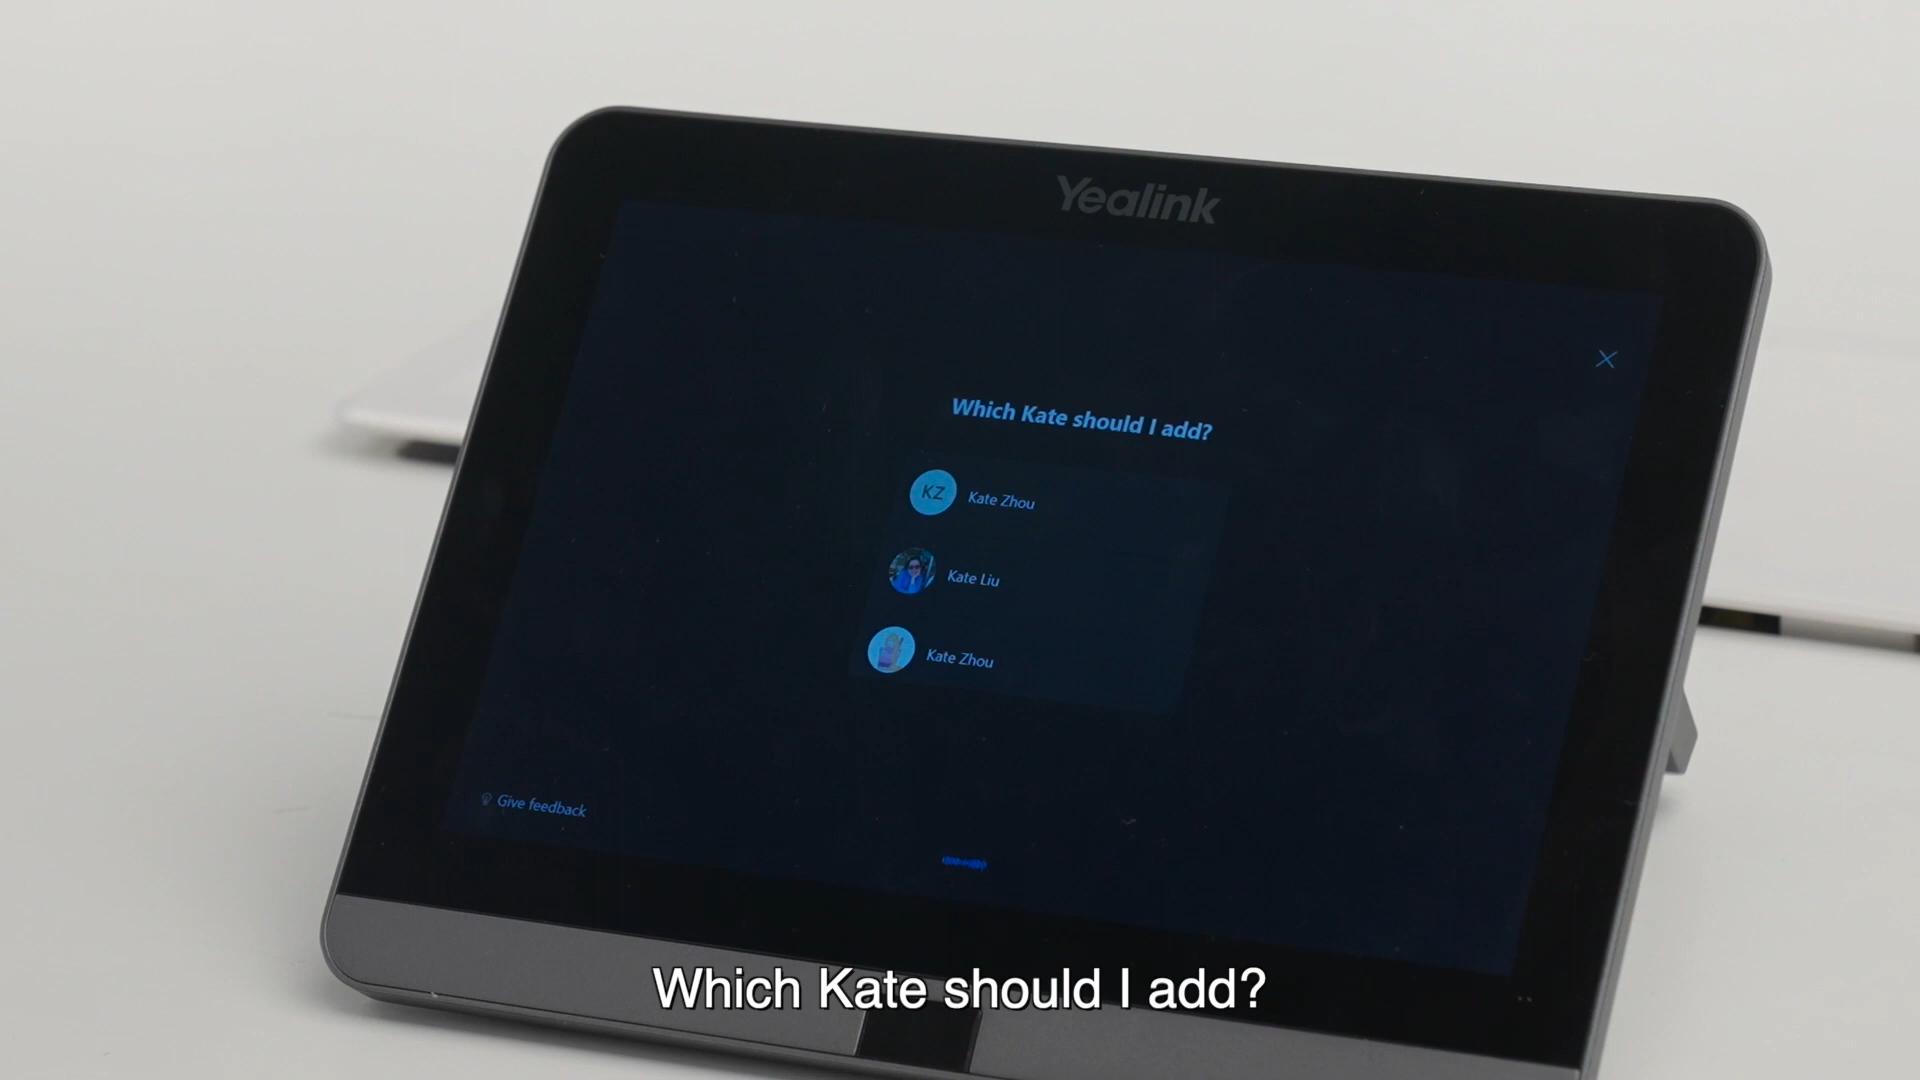 Yealink
Which Kate should I add?
KZ Kate Zhou
Kate Liu
Kate Zhou
Give feedback
Which Kate should I add?